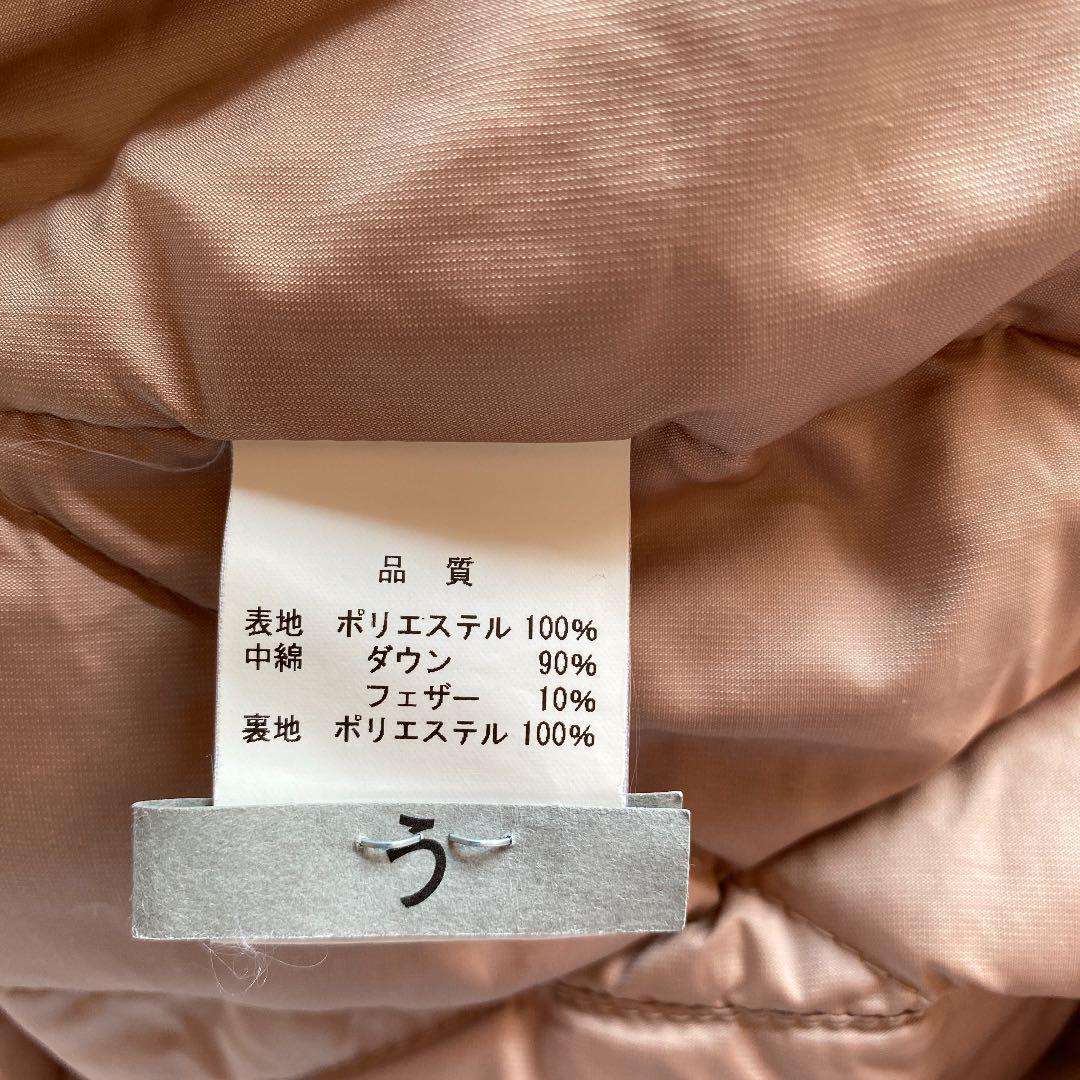 品 質
表地 ポリエステル 100%
中綿 ダウン 90%
フェザー 10%
裏地 ポリエステル 100%
う